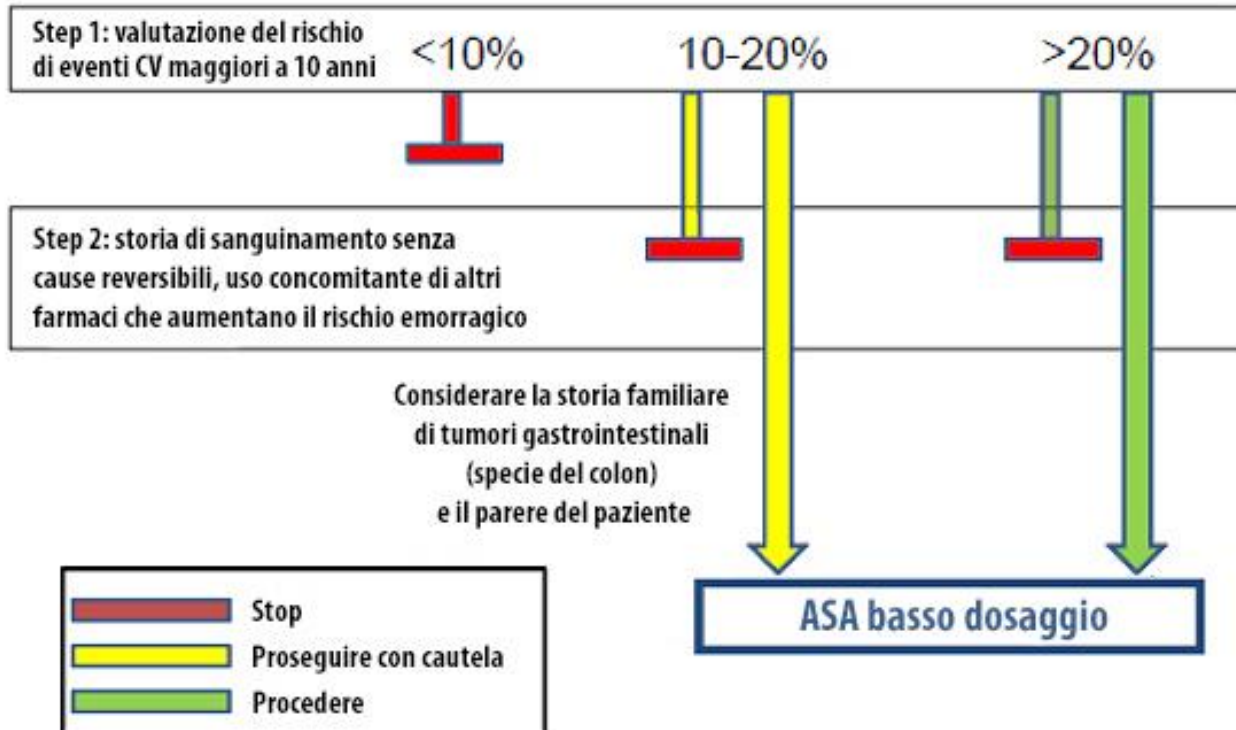 Step 1: valutazione del rischio
di eventi CV maggiori a 10 anni
<10%
10-20%
>20%
Step 2: storia di sanguinamento senza
cause reversibili, uso concomitante di altri
farmaci che aumentano il rischio emorragico
Considerare la storia familiare
di tumori gastrointestinali
(specie del colon)
e il parere del paziente
ASA basso dosaggio
Stop
Proseguire con cautela
Procedere